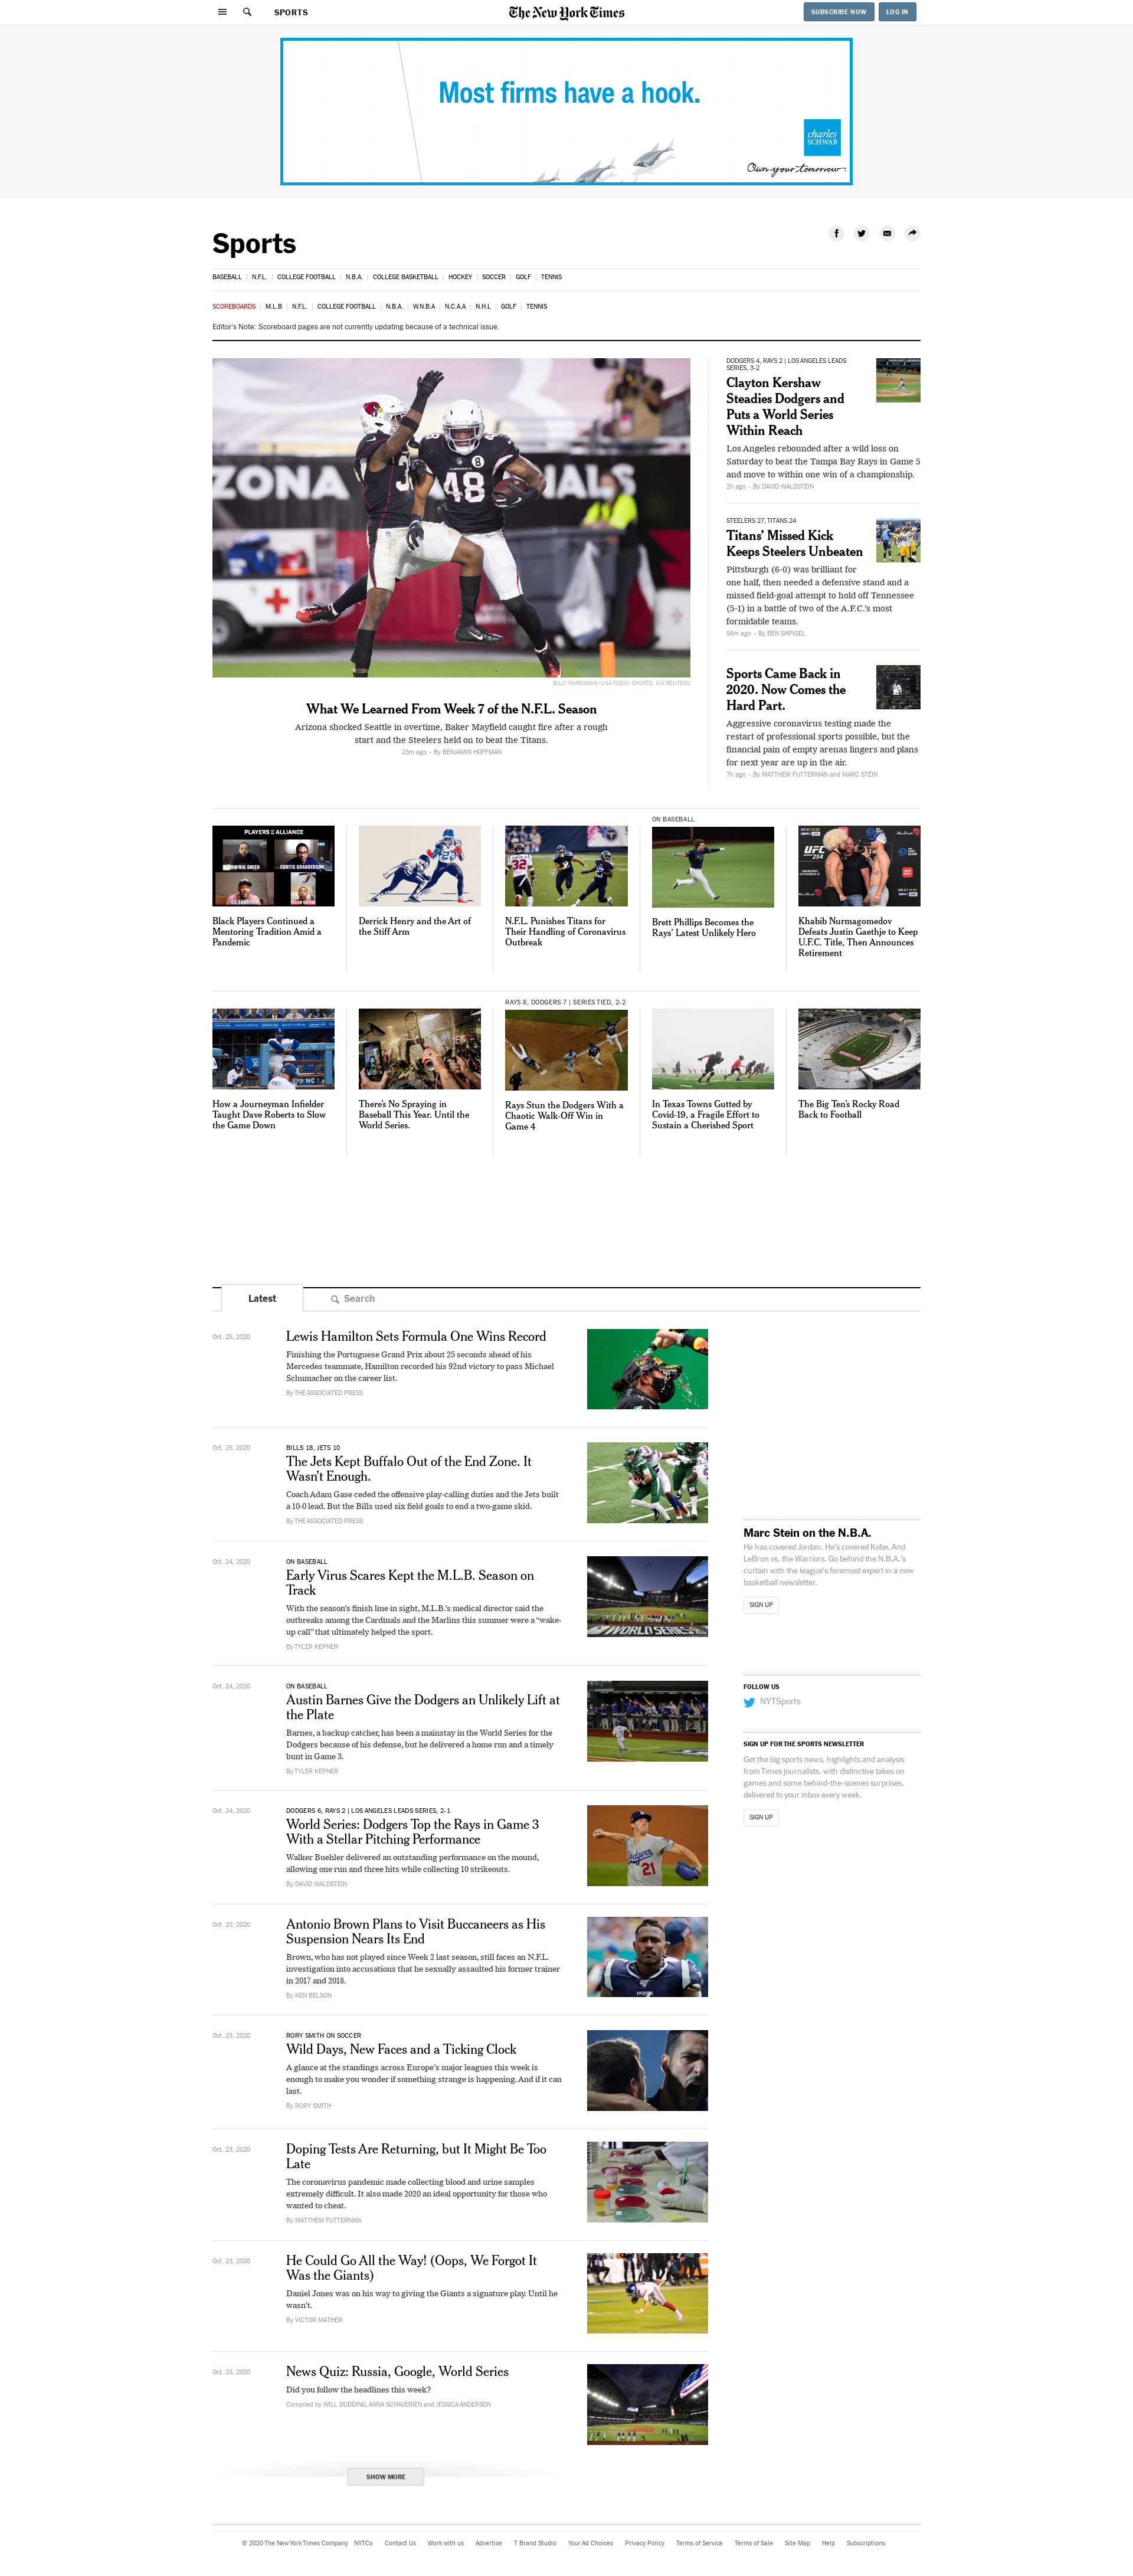 SPORTS
The New York Times
SUBSCRIBE NOW
LOG IN
Most firms have a hook.
charles
SCHWAB
Own your tomorrow
Sports
BASEBALL | N.F.L. | COLLEGE FOOTBALL | N.B.A. | COLLEGE BASKETBALL | HOCKEY | SOCCER | GOLF | TENNIS
SCOREBOARDS | M.L.B | N.F.L. | COLLEGE FOOTBALL | N.B.A. | W.N.B.A | N.C.A.A | N.H.L | GOLF | TENNIS
Editor's Note: Scoreboard pages are not currently updating because of a technical issue.
BILLY HARDIMAN/USA TODAY SPORTS, VIA REUTERS
What We Learned From Week 7 of the N.F.L. Season
Arizona shocked Seattle in overtime, Baker Mayfield caught fire after a rough
start and the Steelers held on to beat the Titans.
23m ago - By BENJAMIN HOFFMAN
DODGERS 4, RAYS 2 | LOS ANGELES LEADS
SERIES, 3-2
Clayton Kershaw
Steadies Dodgers and
Puts a World Series
Within Reach
Los Angeles rebounded after a wild loss on
Saturday to beat the Tampa Bay Rays in Game 5
and move to within one win of a championship.
2h ago - By DAVID WALDSTEIN
STEELERS 27, TITANS 24
Titans' Missed Kick
Keeps Steelers Unbeaten
Pittsburgh (6-0) was brilliant for
one half, then needed a defensive stand and a
missed field-goal attempt to hold off Tennessee
(5-1) in a battle of two of the A.F.C.'s most
formidable teams.
56m ago - By BEN SHPIGEL
Sports Came Back in
2020. Now Comes the
Hard Part.
Aggressive coronavirus testing made the
restart of professional sports possible, but the
financial pain of empty arenas lingers and plans
for next year are up in the air.
7h ago - By MATTHEW FUTTERMAN and MARC STEIN
PLAYERS ALLIANCE
DOMINIC SMITH
CURTIS GRANDERSON
Black Players Continued a
Mentoring Tradition Amid a
Pandemic
Derrick Henry and the Art of
the Stiff Arm
N.F.L. Punishes Titans for
Their Handling of Coronavirus
Outbreak
ON BASEBALL
Brett Phillips Becomes the
Rays' Latest Unlikely Hero
UFC
254
Khabib Nurmagomedov
Defeats Justin Gaethje to Keep
U.F.C. Title, Then Announces
Retirement
How a Journeyman Infielder
Taught Dave Roberts to Slow
the Game Down
There's No Spraying in
Baseball This Year. Until the
World Series.
RAYS 8, DODGERS 7 | SERIES TIED, 2-2
Rays Stun the Dodgers With a
Chaotic Walk-Off Win in
Game 4
In Texas Towns Gutted by
Covid-19, a Fragile Effort to
Sustain a Cherished Sport
The Big Ten's Rocky Road
Back to Football
Latest
Search
Oct. 25, 2020
Lewis Hamilton Sets Formula One Wins Record
Finishing the Portuguese Grand Prix about 25 seconds ahead of his
Mercedes teammate, Hamilton recorded his 92nd victory to pass Michael
Schumacher on the career list.
By THE ASSOCIATED PRESS
Oct. 25, 2020
BILLS 18, JETS 10
The Jets Kept Buffalo Out of the End Zone. It
Wasn't Enough.
Coach Adam Gase ceded the offensive play-calling duties and the Jets built
a 10-0 lead. But the Bills used six field goals to end a two-game skid.
By THE ASSOCIATED PRESS
Oct. 24, 2020
ON BASEBALL
Early Virus Scares Kept the M.L.B. Season on
Track
With the season's finish line in sight, M.L.B.'s medical director said the
outbreaks among the Cardinals and the Marlins this summer were a "wake-
up call" that ultimately helped the sport.
By TYLER KEPNER
WORLD SERIES
Oct. 24, 2020
ON BASEBALL
Austin Barnes Give the Dodgers an Unlikely Lift at
the Plate
Barnes, a backup catcher, has been a mainstay in the World Series for the
Dodgers because of his defense, but he delivered a home run and a timely
bunt in Game 3.
By TYLER KEPNER
Oct. 24, 2020
DODGERS 6, RAYS 2 | LOS ANGELES LEADS SERIES, 2-1
World Series: Dodgers Top the Rays in Game 3
With a Stellar Pitching Performance
Walker Buehler delivered an outstanding performance on the mound,
allowing one run and three hits while collecting 10 strikeouts.
By DAVID WALDSTEIN
Dodgers
21
Oct. 23, 2020
Antonio Brown Plans to Visit Buccaneers as His
Suspension Nears Its End
Brown, who has not played since Week 2 last season, still faces an N.F.L.
investigation into accusations that he sexually assaulted his former trainer
in 2017 and 2018.
By KEN BELSON
Oct. 23, 2020
RORY SMITH ON SOCCER
Wild Days, New Faces and a Ticking Clock
A glance at the standings across Europe's major leagues this week is
enough to make you wonder if something strange is happening. And if it can
last.
By RORY SMITH
Oct. 23, 2020
Doping Tests Are Returning, but It Might Be Too
Late
The coronavirus pandemic made collecting blood and urine samples
extremely difficult. It also made 2020 an ideal opportunity for those who
wanted to cheat.
By MATTHEW FUTTERMAN
Oct. 23, 2020
He Could Go All the Way! (Oops, We Forgot It
Was the Giants)
Daniel Jones was on his way to giving the Giants a signature play. Until he
wasn't.
By VICTOR MATHER
Oct. 23, 2020
News Quiz: Russia, Google, World Series
Did you follow the headlines this week?
Compiled by WILL DUDDING, ANNA SCHAVERIEN and JESSICA ANDERSON
SHOW MORE
Marc Stein on the N.B.A.
He has covered Jordan. He's covered Kobe. And
LeBron vs. the Warriors. Go behind the N.B.A.'s
curtain with the league's foremost expert in a new
basketball newsletter.
SIGN UP
FOLLOW US
NYTSports
SIGN UP FOR THE SPORTS NEWSLETTER
Get the big sports news, highlights and analysis
from Times journalists, with distinctive takes on
games and some behind-the-scenes surprises,
delivered to your inbox every week.
SIGN UP
© 2020 The New York Times Company NYTCo Contact Us Work with us Advertise T Brand Studio Your Ad Choices Privacy Policy Terms of Service Terms of Sale Site Map Help Subscriptions